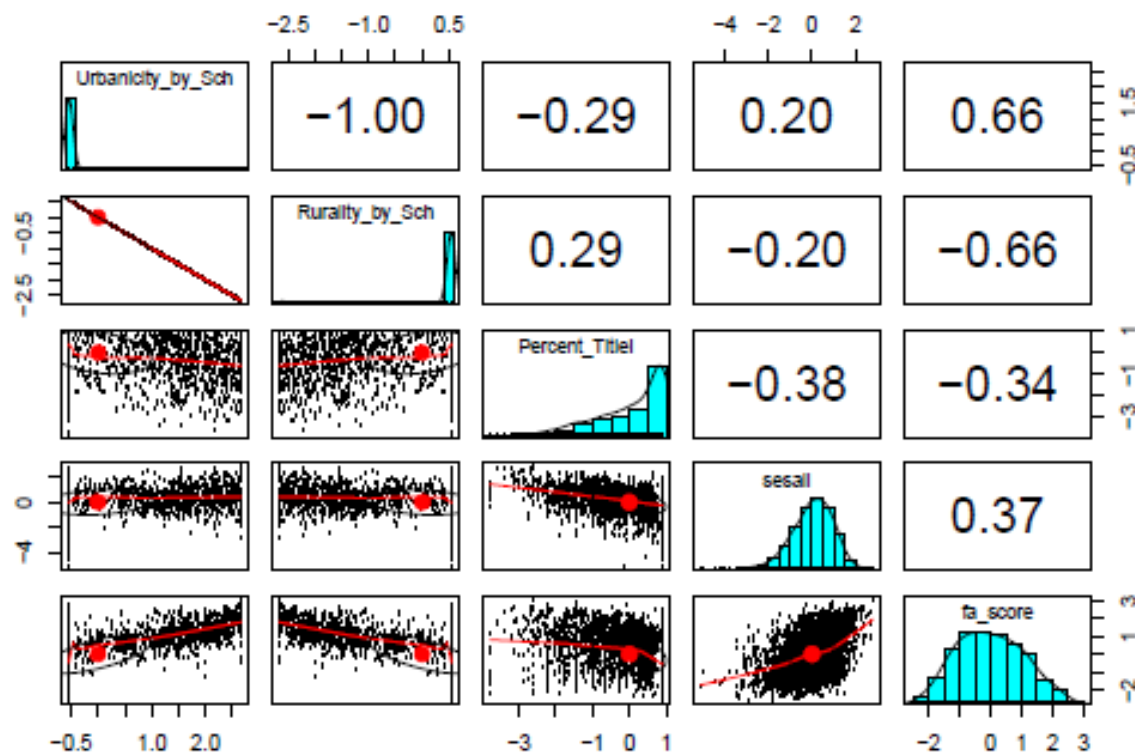 −2.5 −1.0 0.5 −4 0 2
Urbanicity_by_Sch −1.00 −0.29 0.20 0.66 −0.5 1.5
−2.5 −0.5 Rurality_by_Sch 0.29 −0.20 −0.66
Percent_TitleI −0.38 −0.34 −3 −1 1
−4 0 sesall 0.37
fa_score −2 1 3
−0.5 1.0 2.0 −3 −1 0 1 −2 0 1 2 3